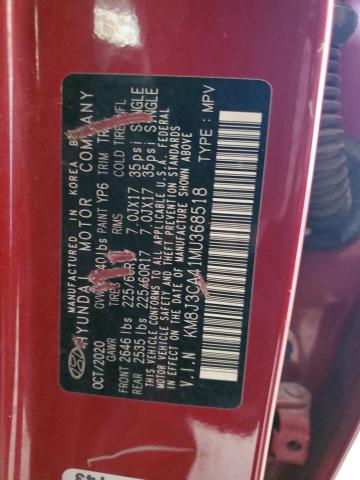 MANUFACTURED IN KOREA BY
HYUNDAI MOTOR COMPANY
OCT/2020 GVWR lbs PAINT YP6 TRIM
GAWR TIRES RIMS COLD TIRE INFL
FRONT 2646 lbs 225/60R17 7.0JX17 35psi SINGLE
REAR 2535 lbs 225/60R17 7.0JX17 35psi SINGLE
THIS VEHICLE CONFORMS TO ALL APPLICABLE U.S.A. FEDERAL
MOTOR VEHICLE SAFETY AND THEFT PREVENTION STANDARDS
IN EFFECT ON THE DATE OF MANUFACTURE SHOWN ABOVE.
V.I.N KM8J3CA41MU368518 TYPE : MPV
143